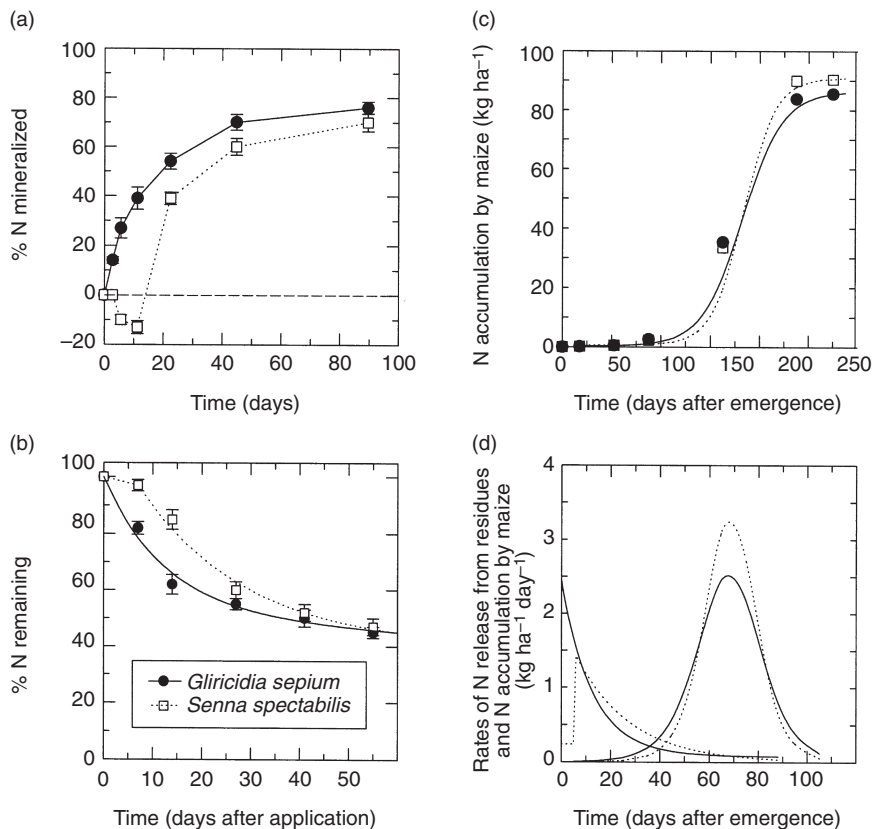 (a)
% N mineralized
100
80
60
40
20
0
–20
0 20 40 60 80 100
Time (days)
(b)
% N remaining
100
80
60
40
20
0
Gliricidia sepium
Senna spectabilis
0 10 20 30 40 50
Time (days after application)
(c)
N accumulation by maize (kg ha⁻¹)
100
80
60
40
20
0
0 50 100 150 200 250
Time (days after emergence)
(d)
Rates of N release from residues
and N accumulation by maize
(kg ha⁻¹ day⁻¹)
4
3
2
1
0
0 20 40 60 80 100
Time (days after emergence)